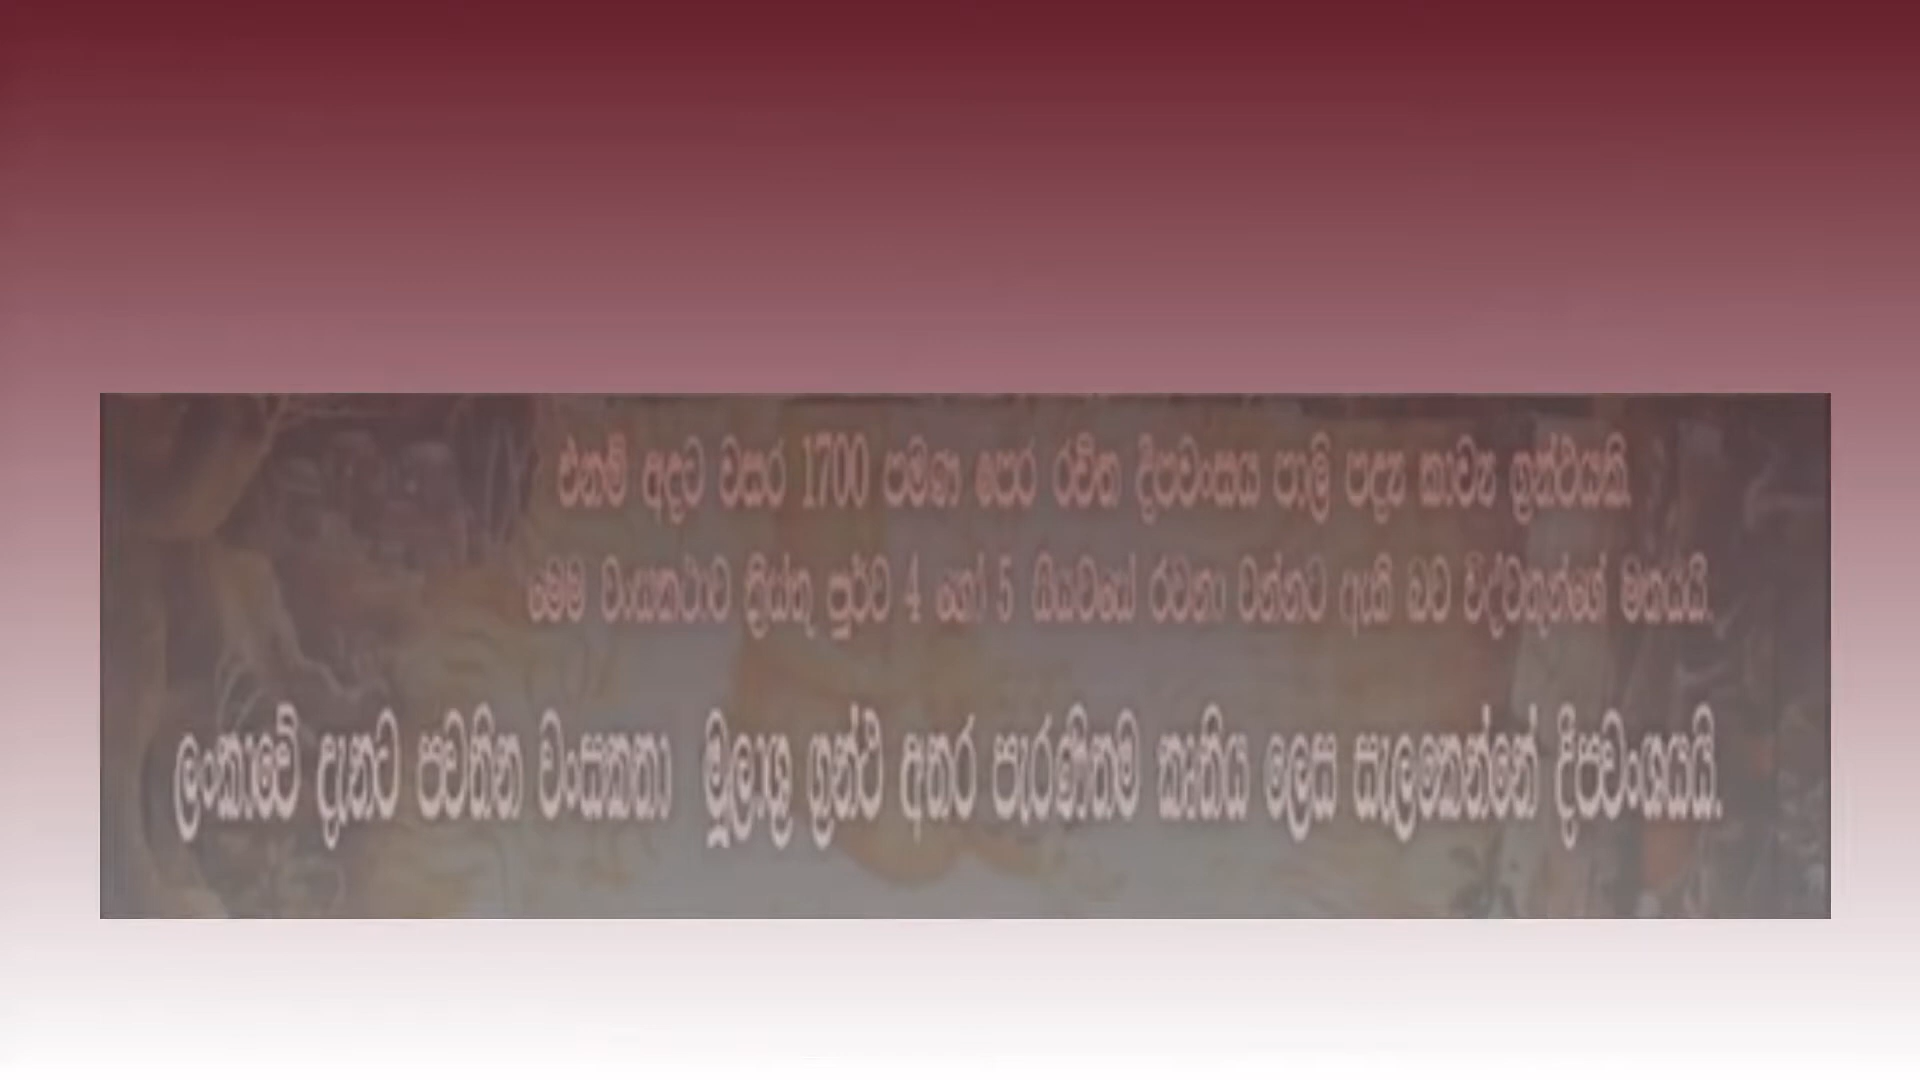 එනම් අදට වසර 1700 පමණ පෙර රචිත දීපවංසය පාලි පද්‍ය කාව්‍ය ග්‍රන්ථයකි.
මෙම වංශකථාව ක්‍රිස්තු පූර්ව 4 හෝ 5 සියවසේ රචනා වන්නට ඇති බව විද්වතුන්ගේ මතයයි.
ලංකාවේ දැනට පවතින වංසකතා මූලාශ්‍ර ග්‍රන්ථ අතර පැරණිතම කෘතිය ලෙස සැලකෙන්නේ දීපවංශයයි.